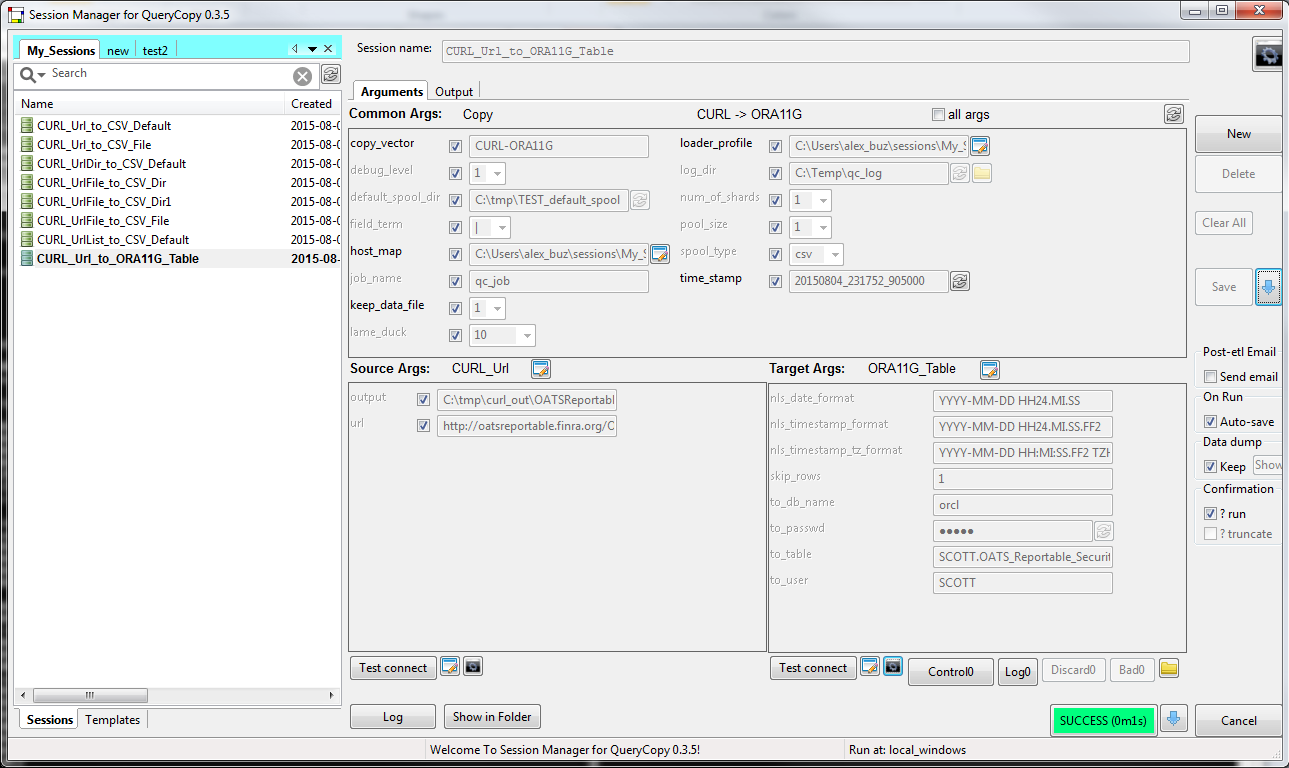 Session Manager for QueryCopy 0.3.5
My_Sessions new test2
Session name: CURL_Url_to_ORA11G_Table
Search
Name Created
CURL_Url_to_CSV_Default 2015-08-0
CURL_Url_to_CSV_File 2015-08-0
CURL_UrlDir_to_CSV_Default 2015-08-0
CURL_UrlFile_to_CSV_Dir 2015-08-0
CURL_UrlFile_to_CSV_Dir1 2015-08-0
CURL_UrlFile_to_CSV_File 2015-08-0
CURL_UrlList_to_CSV_Default 2015-08-0
CURL_Url_to_ORA11G_Table 2015-08-
Sessions Templates
Arguments Output
Common Args: Copy CURL -> ORA11G all args
copy_vector CURL-ORA11G loader_profile C:\Users\alex_buz\sessions\My_S
debug_level 1 log_dir C:\Temp\qc_log
default_spool_dir C:\tmp\TEST_default_spool num_of_shards 1
field_term | pool_size 1
host_map C:\Users\alex_buz\sessions\My_S spool_type csv
job_name qc_job time_stamp 20150804_231752_905000
keep_data_file 1
lame_duck 10
Source Args: CURL_Url
output C:\tmp\curl_out\OATSReportabl
url http://oatsreportable.finra.org/C
Test connect
Target Args: ORA11G_Table
nls_date_format YYYY-MM-DD HH24.MI.SS
nls_timestamp_format YYYY-MM-DD HH24.MI.SS.FF2
nls_timestamp_tz_format YYYY-MM-DD HH:MI:SS.FF2 TZH
skip_rows 1
to_db_name orcl
to_passwd •••••
to_table SCOTT.OATS_Reportable_Securit
to_user SCOTT
Test connect Control0 Log0 Discard0 Bad0
Log Show in Folder SUCCESS (0m1s)
New
Delete
Clear All
Save
Post-etl Email
Send email
On Run
Auto-save
Data dump
Keep Show
Confirmation
? run
? truncate
Cancel
Welcome To Session Manager for QueryCopy 0.3.5! Run at: local_windows